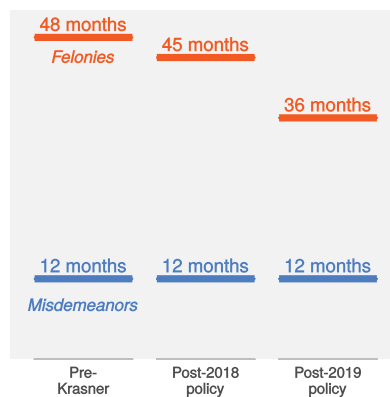 48 months
Felonies
45 months
36 months
12 months
12 months
12 months
Misdemeanors
Pre-
Krasner
Post-2018
policy
Post-2019
policy